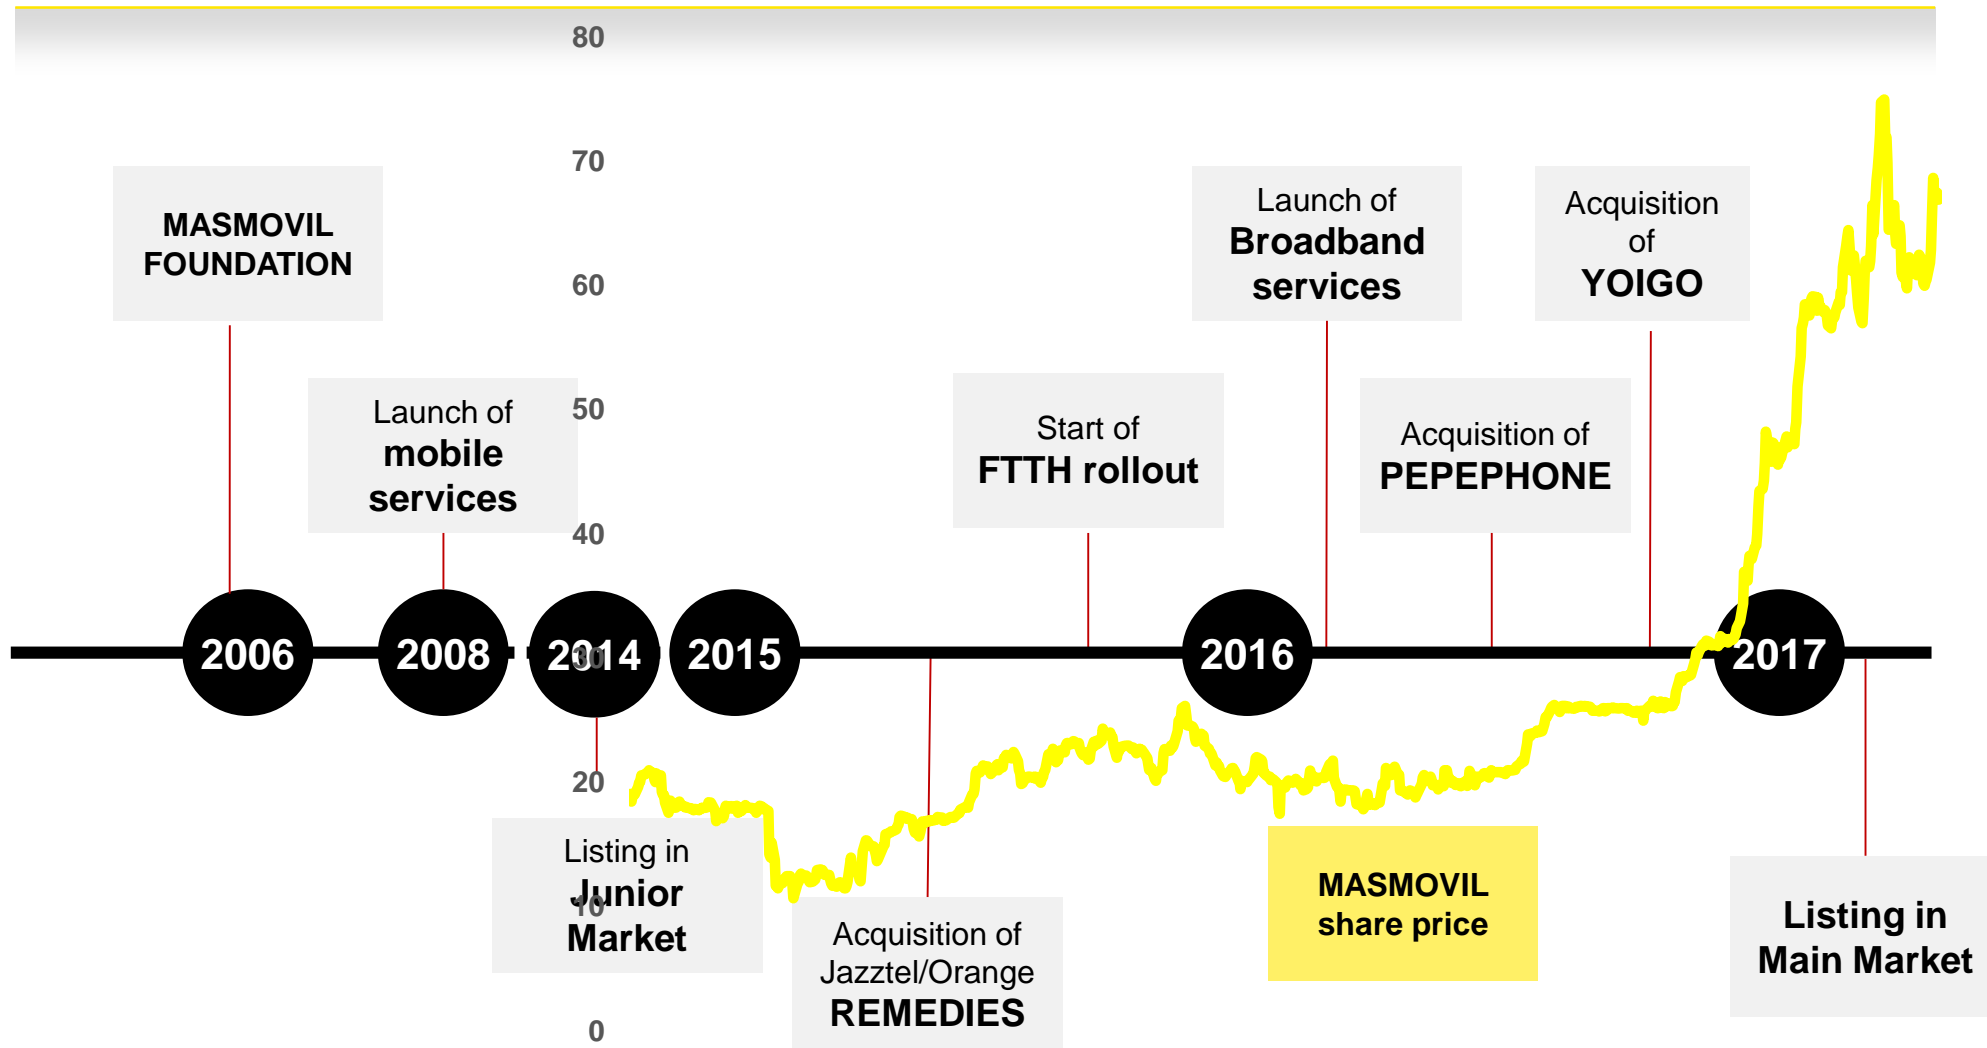 80
70
60
50
40
30
20
10
0
MASMOVIL
FOUNDATION
Launch of
mobile
services
Start of
FTTH rollout
Launch of
Broadband
services
Acquisition of
PEPEPHONE
Acquisition
of
YOIGO
2006
2008
2014
2015
2016
2017
Listing in
Junior
Market
Acquisition of
Jazztel/Orange
REMEDIES
MASMOVIL
share price
Listing in
Main Market